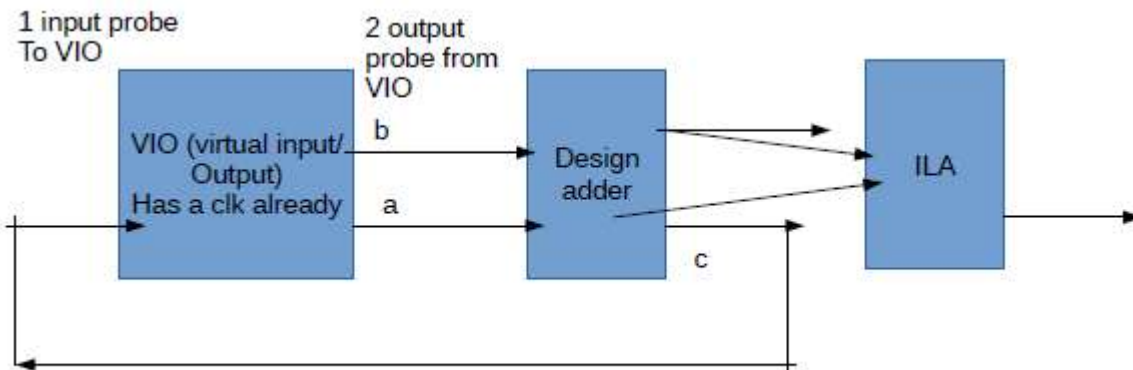 1 input probe
To VIO
2 output
probe from
VIO
VIO (virtual input/
Output)
Has a clk already
b
a
Design
adder
c
ILA